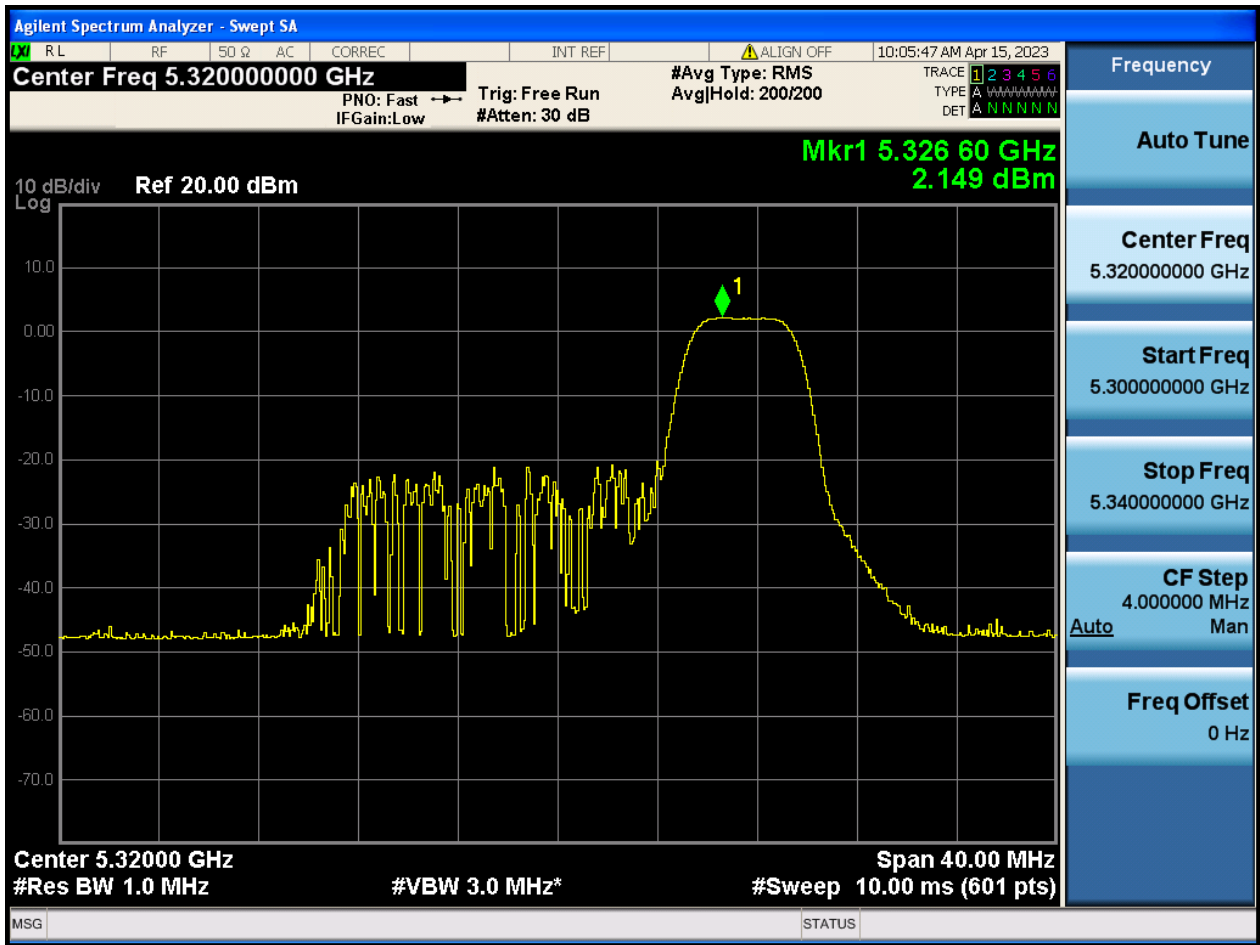 Agilent Spectrum Analyzer - Swept SA
LXI RL RF 50 Ω AC CORREC INT REF ALIGN OFF 10:05:47 AM Apr 15, 2023
Center Freq 5.320000000 GHz
PNO: Fast
IFGain:Low
Trig: Free Run
#Atten: 30 dB
#Avg Type: RMS
Avg|Hold: 200/200
TRACE 1 2 3 4 5 6
TYPE A WWWWW
DET A N N N N N
Mkr1 5.326 60 GHz
2.149 dBm
10 dB/div Ref 20.00 dBm
Log
10.0
0.00
-10.0
-20.0
-30.0
-40.0
-50.0
-60.0
-70.0
1
Center 5.32000 GHz Span 40.00 MHz
#Res BW 1.0 MHz #VBW 3.0 MHz* #Sweep 10.00 ms (601 pts)
MSG STATUS
Frequency
Auto Tune
Center Freq
5.320000000 GHz
Start Freq
5.300000000 GHz
Stop Freq
5.340000000 GHz
CF Step
4.000000 MHz
Auto Man
Freq Offset
0 Hz